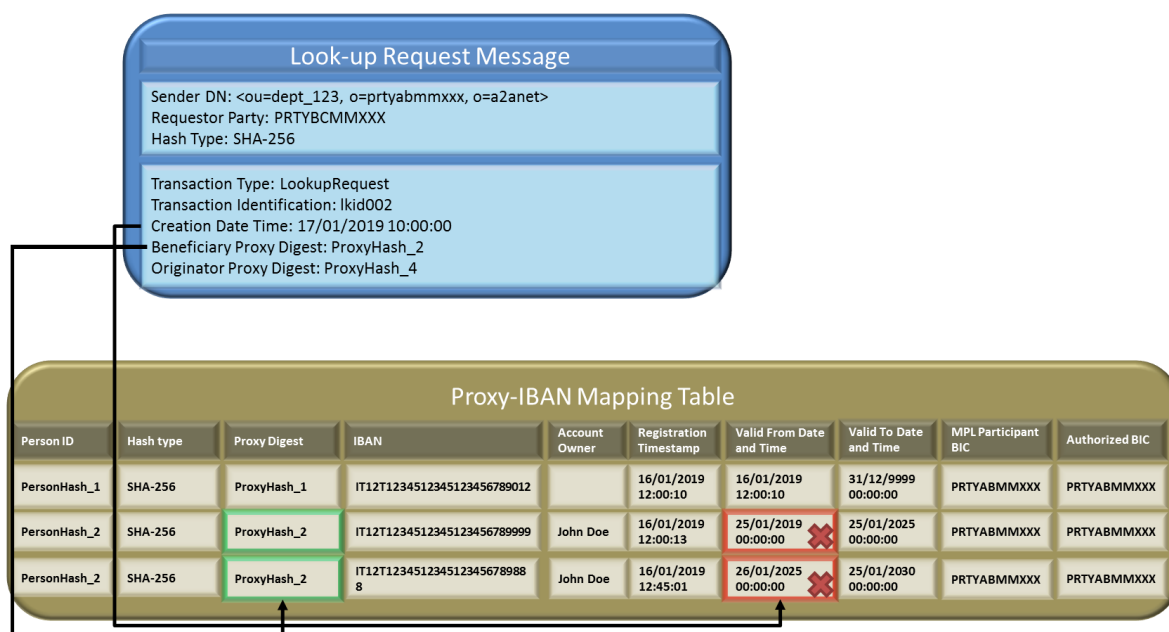 Look-up Request Message
Sender DN: <ou=dept_123, o=prtyabmmxxx, o=a2anet>
Requestor Party: PRTYBCMMXXX
Hash Type: SHA-256
Transaction Type: LookupRequest
Transaction Identification: lkid002
Creation Date Time: 17/01/2019 10:00:00
Beneficiary Proxy Digest: ProxyHash_2
Originator Proxy Digest: ProxyHash_4
Proxy-IBAN Mapping Table
Person ID
Hash type
Proxy Digest
IBAN
Account
Owner
Registration
Timestamp
Valid From Date
and Time
Valid To Date
and Time
MPL Participant
BIC
Authorized BIC
PersonHash_1
SHA-256
ProxyHash_1
IT12T1234512345123456789012
16/01/2019
12:00:10
16/01/2019
12:00:10
31/12/9999
00:00:00
PRTYABMMXXX
PRTYABMMXXX
PersonHash_2
SHA-256
ProxyHash_2
IT12T1234512345123456789999
John Doe
16/01/2019
12:00:13
25/01/2019
00:00:00
25/01/2025
00:00:00
PRTYABMMXXX
PRTYABMMXXX
PersonHash_2
SHA-256
ProxyHash_2
IT12T123451234512345678988
8
John Doe
16/01/2019
12:45:01
26/01/2025
00:00:00
25/01/2030
00:00:00
PRTYABMMXXX
PRTYABMMXXX